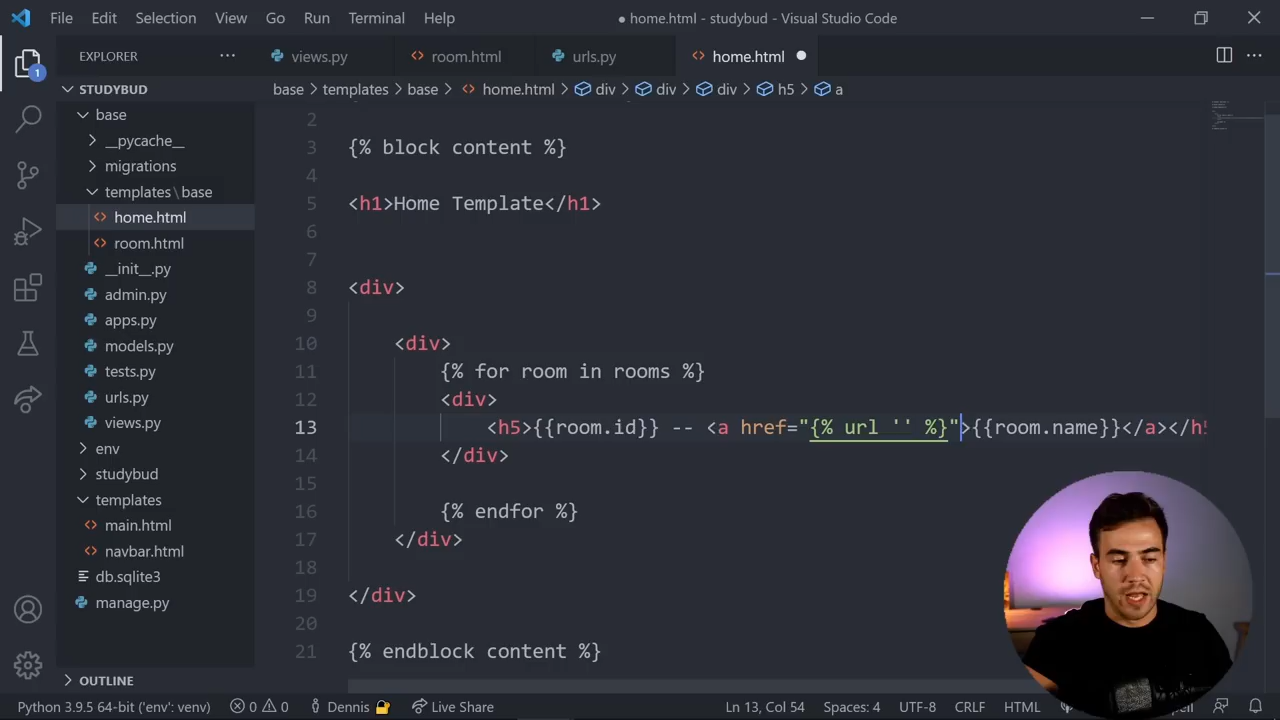 File Edit Selection View Go Run Terminal Help ● home.html - studybud - Visual Studio Code
EXPLORER ···
views.py room.html urls.py home.html
base > templates > base > home.html > div > div > div > h5 > a
1
STUDYBUD
base
__pycache__
migrations
templates\base
home.html
room.html
__init__.py
admin.py
apps.py
models.py
tests.py
urls.py
views.py
env
studybud
templates
main.html
navbar.html
db.sqlite3
manage.py
OUTLINE
2
3 {% block content %}
4
5 <h1>Home Template</h1>
6
7
8 <div>
9
10 <div>
11 {% for room in rooms %}
12 <div>
13 <h5>{{room.id}} -- <a href="{% url '' %}">{{room.name}}</a></h5
14 </div>
15
16 {% endfor %}
17 </div>
18
19 </div>
20
21 {% endblock content %}
Python 3.9.5 64-bit ('env': venv) 0 0 Dennis Live Share Ln 13, Col 54 Spaces: 4 UTF-8 CRLF HTML